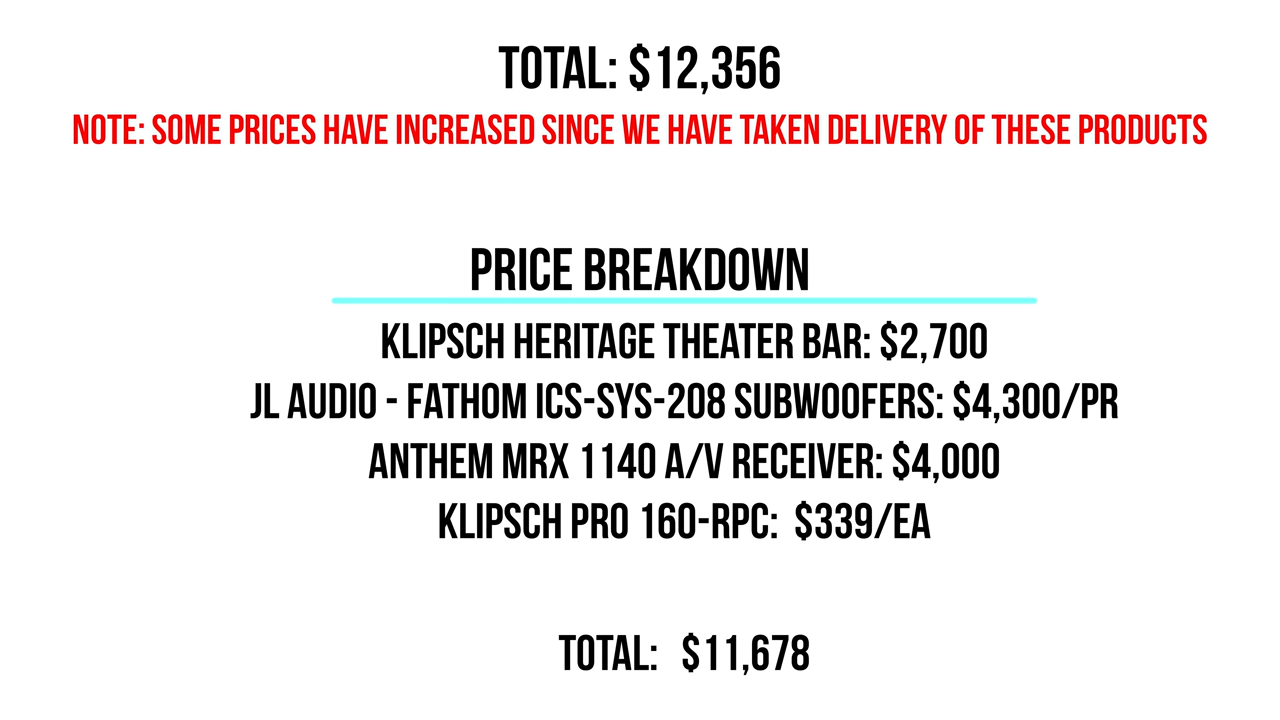 TOTAL: $12,356
NOTE: SOME PRICES HAVE INCREASED SINCE WE HAVE TAKEN DELIVERY OF THESE PRODUCTS
PRICE BREAKDOWN
KLIPSCH HERITAGE THEATER BAR: $2,700
JL AUDIO - FATHOM ICS-SYS-208 SUBWOOFERS: $4,300/PR
ANTHEM MRX 1140 A/V RECEIVER: $4,000
KLIPSCH PRO 160-RPC: $339/EA
TOTAL: $11,678